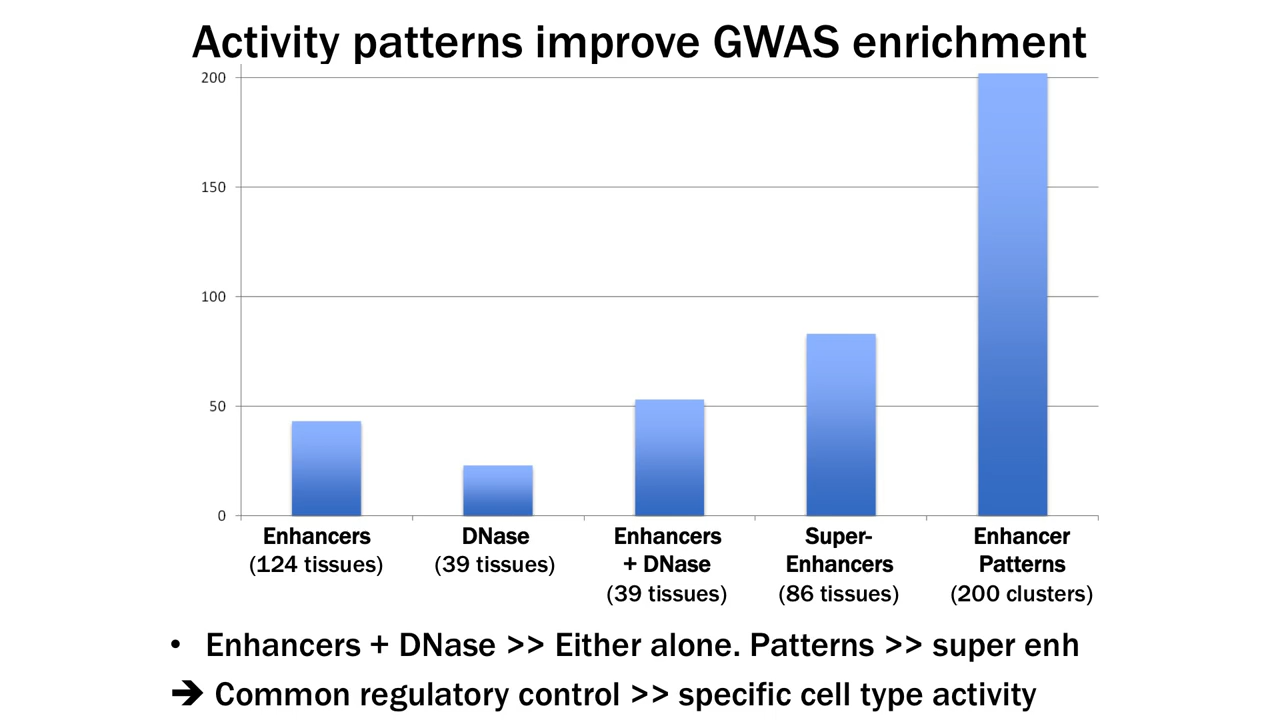 Activity patterns improve GWAS enrichment
200
150
100
50
0
Enhancers
(124 tissues)
DNase
(39 tissues)
Enhancers
+ DNase
(39 tissues)
Super-
Enhancers
(86 tissues)
Enhancer
Patterns
(200 clusters)
• Enhancers + DNase >> Either alone. Patterns >> super enh
➔ Common regulatory control >> specific cell type activity